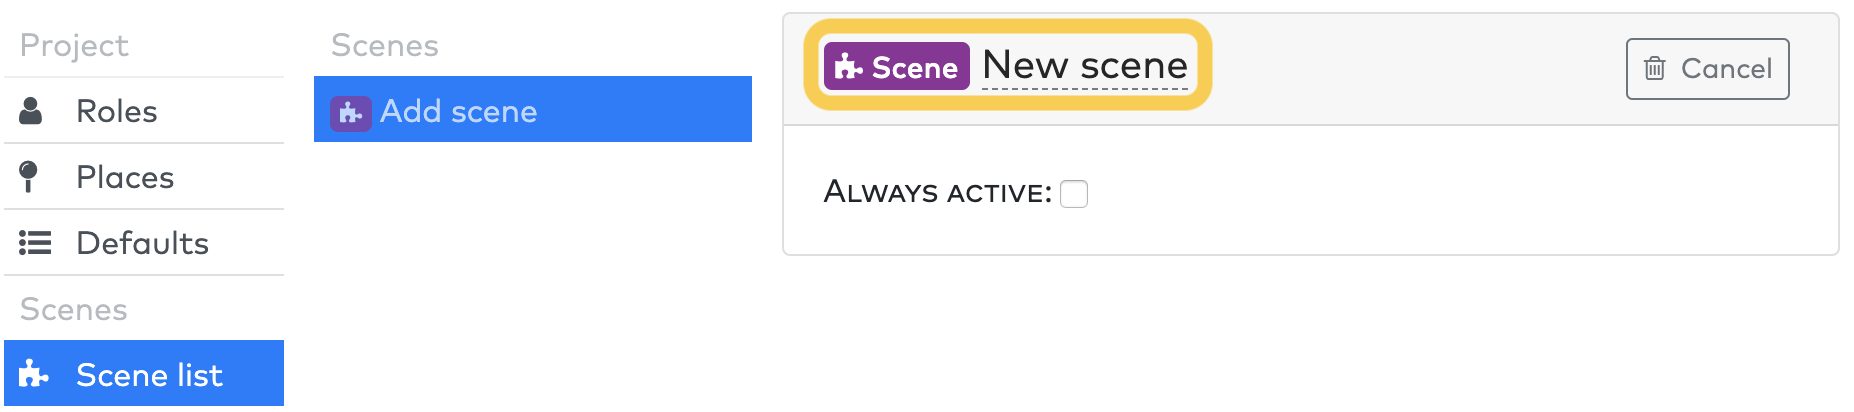 Project
Roles
Places
Defaults
Scenes
Scene list
Scenes
Add scene
Scene New scene
Cancel
Always active: